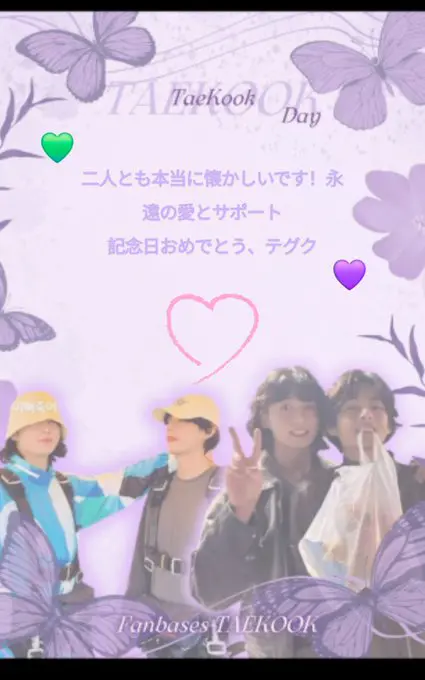 TAEKOOK
TaeKook
Day
二人とも本当に懐かしいです！永
遠の愛とサポート
記念日おめでとう、テグク
Fanbases TAEKOOK